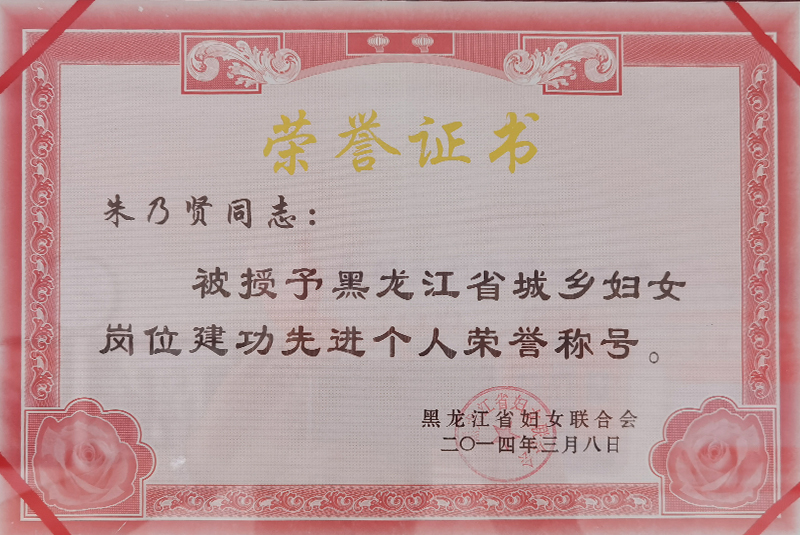 荣誉证书
朱乃贤同志：
被授予黑龙江省城乡妇女
岗位建功先进个人荣誉称号。
黑龙江省妇女联合会
二〇一四年三月八日